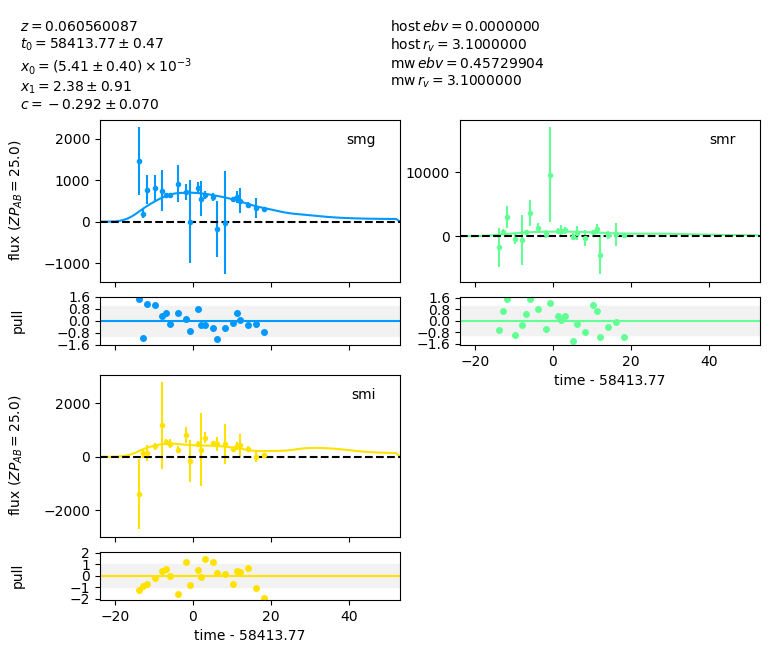 z = 0.060560087
t₀ = 58413.77 ± 0.47
x₀ = (5.41 ± 0.40) × 10⁻³
x₁ = 2.38 ± 0.91
c = −0.292 ± 0.070
host ebv = 0.0000000
host r_v = 3.1000000
mw ebv = 0.45729904
mw r_v = 3.1000000
flux (ZP_AB = 25.0)
2000
1000
0
−1000
smg
10000
0
smr
pull
1.6
0.8
0.0
−0.8
−1.6
1.6
0.8
0.0
−0.8
−1.6
−20
0
20
40
time - 58413.77
flux (ZP_AB = 25.0)
2000
0
−2000
smi
pull
2
1
0
−1
−2
−20
0
20
40
time - 58413.77